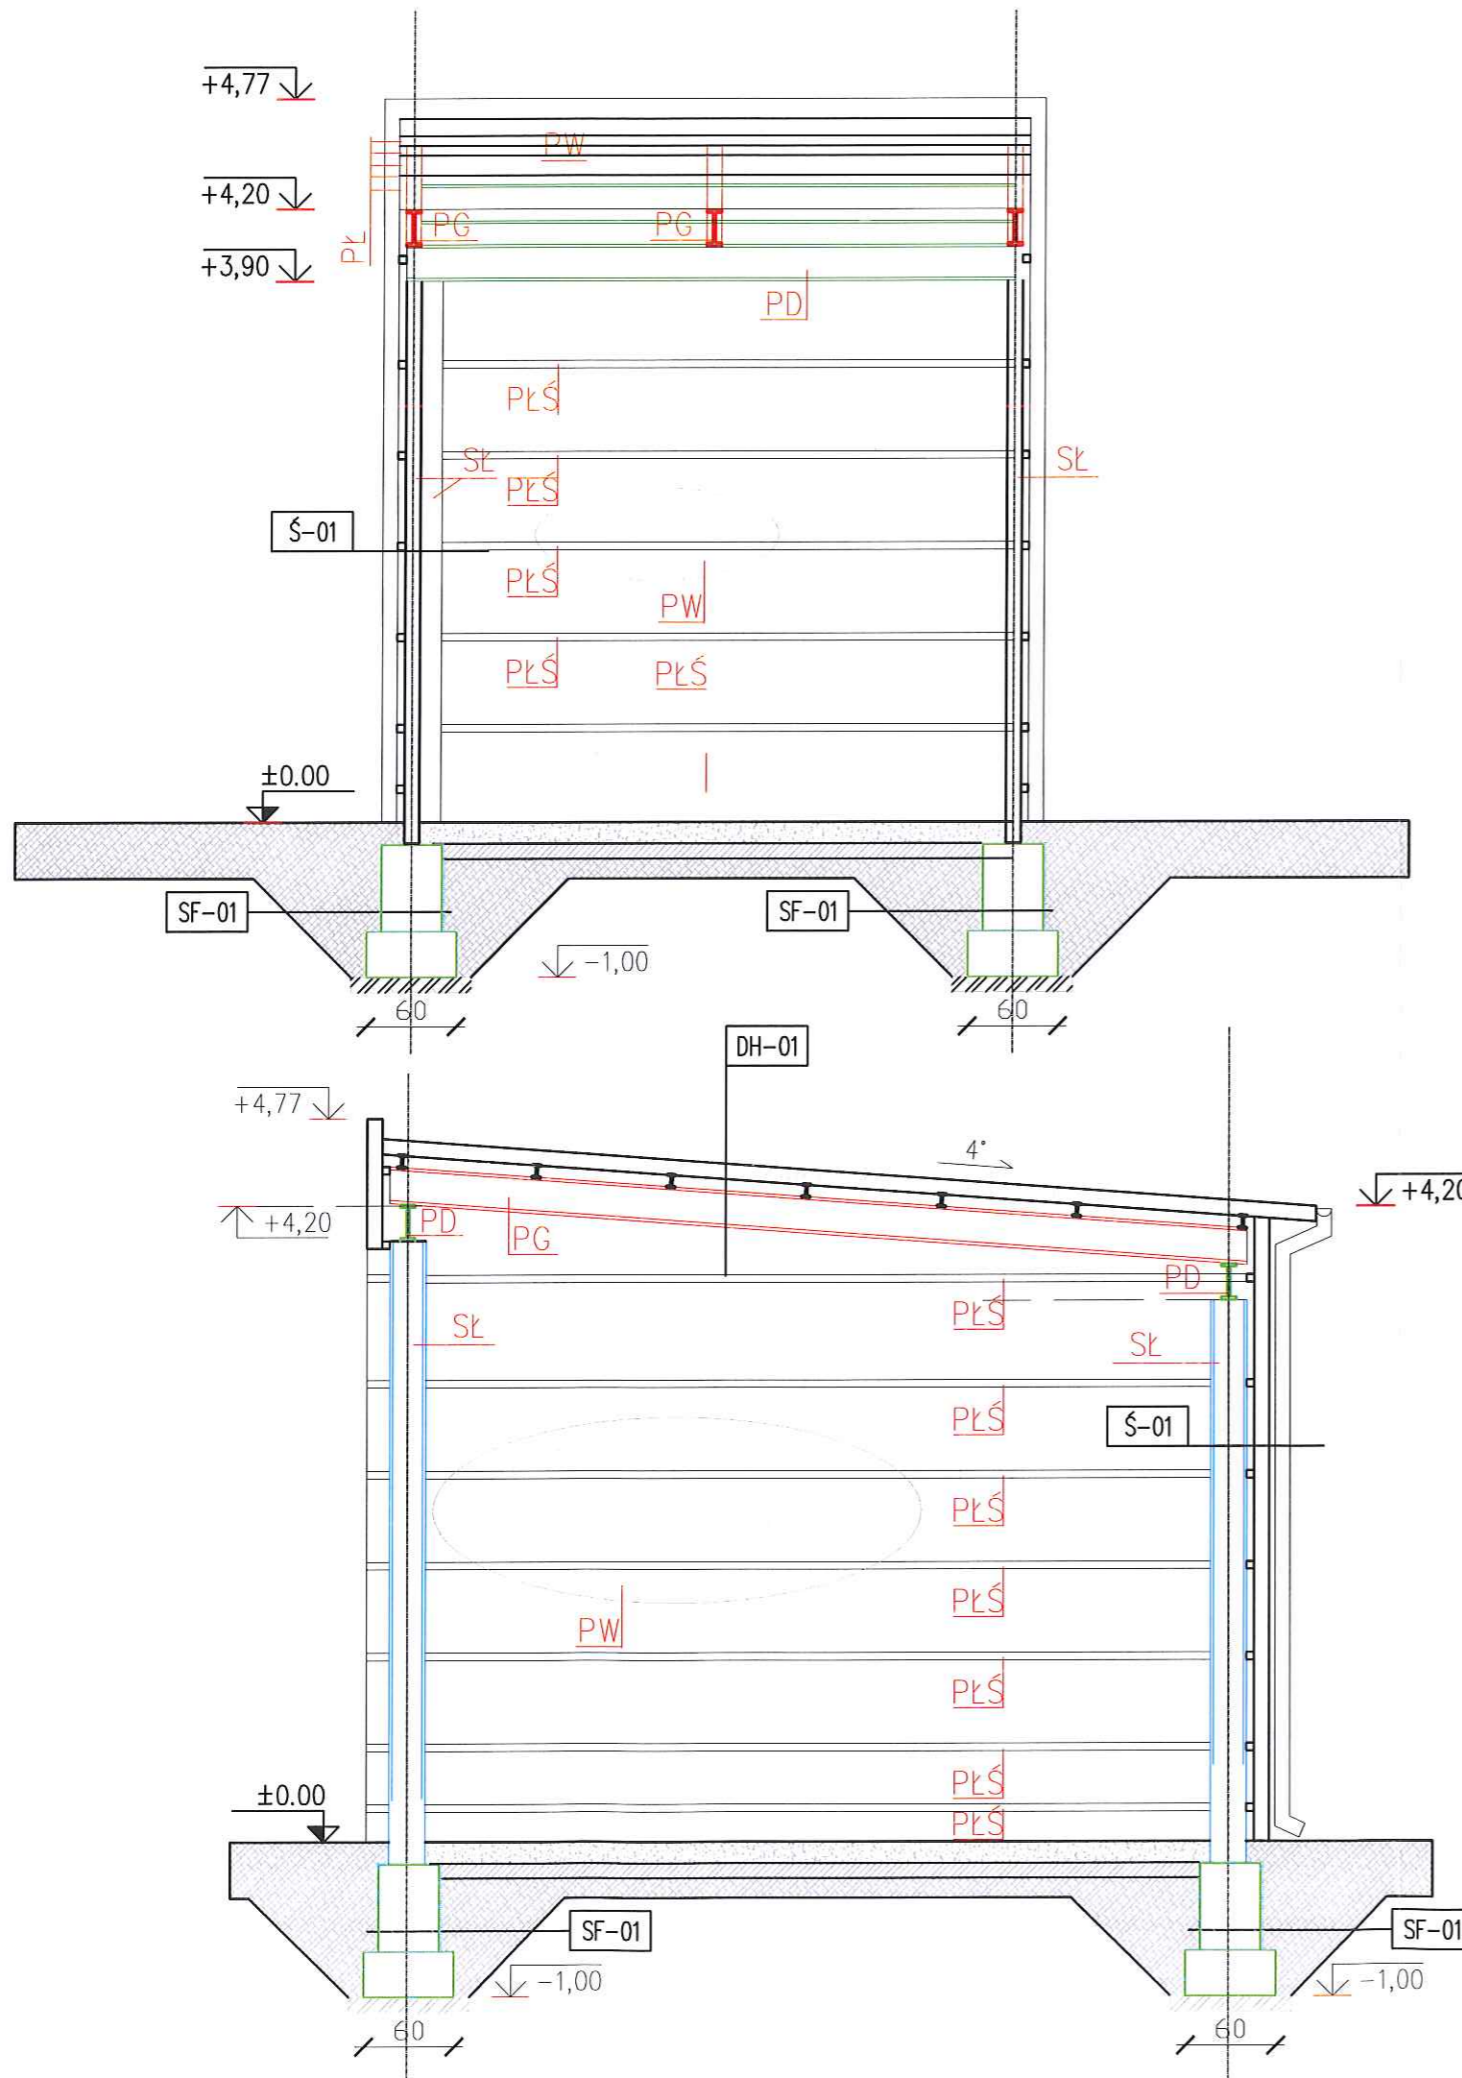 +4,77
PW
+4,20
PG
PG
PŁ
+3,90
PD
PŁŚ
SŁ
PŁŚ
SŁ
Ś-01
PŁŚ
PW
PŁŚ
PŁŚ
±0.00
SF-01
SF-01
-1,00
60
60
DH-01
+4,77
4°
+4,20
+4,20
PD
PG
PD
PŁŚ
SŁ
SŁ
PŁŚ
Ś-01
PŁŚ
PŁŚ
PW
PŁŚ
PŁŚ
±0.00
PŁŚ
SF-01
SF-01
-1,00
-1,00
60
60